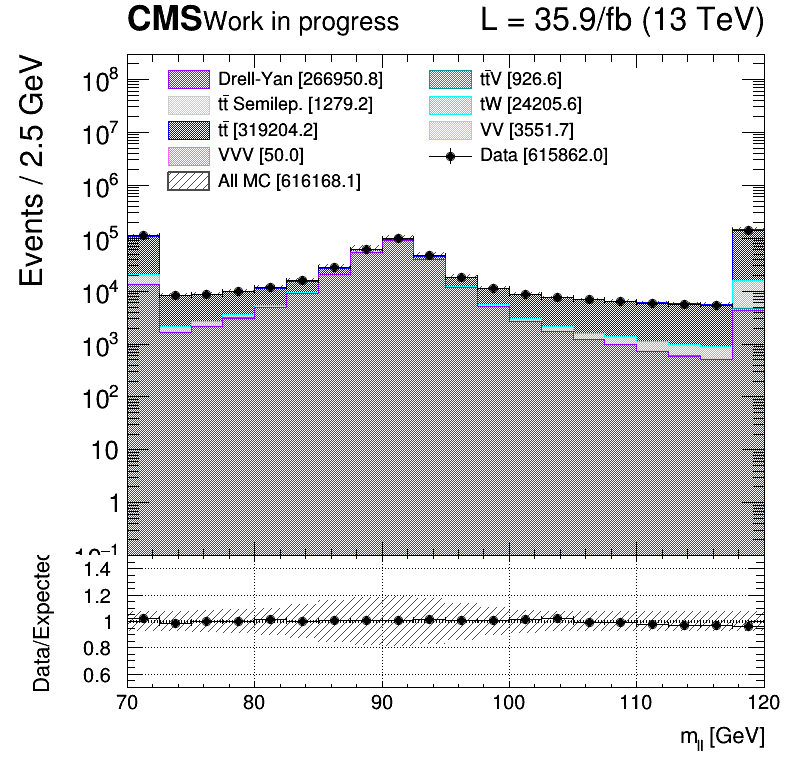 CMS Work in progress L = 35.9/fb (13 TeV)
Events / 2.5 GeV
Drell-Yan [266950.8] tt̄V [926.6]
tt̄ Semilep. [1279.2] tW [24205.6]
tt̄ [319204.2] VV [3551.7]
VVV [50.0] Data [615862.0]
All MC [616168.1]
10⁸
10⁷
10⁶
10⁵
10⁴
10³
10²
10
1
10⁻¹
Data/Expected
1.4
1.2
1
0.8
0.6
70 80 90 100 110 120
m_ll [GeV]